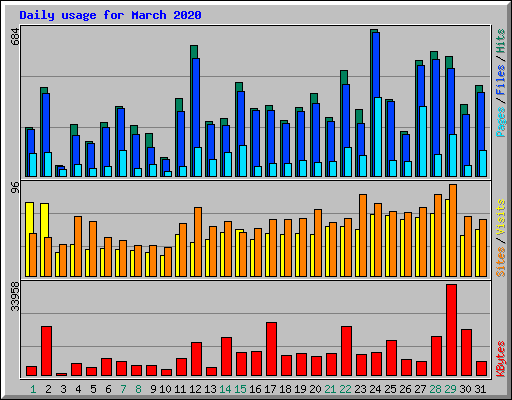 Daily usage for March 2020
684
Pages / Files / Hits
96
Sites / Visits
33958
KBytes
1 2 3 4 5 6 7 8 9 10 11 12 13 14 15 16 17 18 19 20 21 22 23 24 25 26 27 28 29 30 31